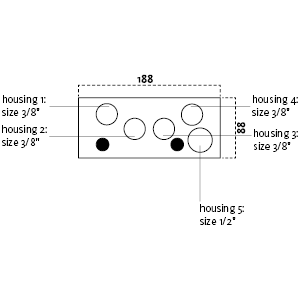 188
housing 1:
size 3/8"
housing 4:
size 3/8"
88
housing 2:
size 3/8"
housing 3:
size 3/8"
housing 5:
size 1/2"